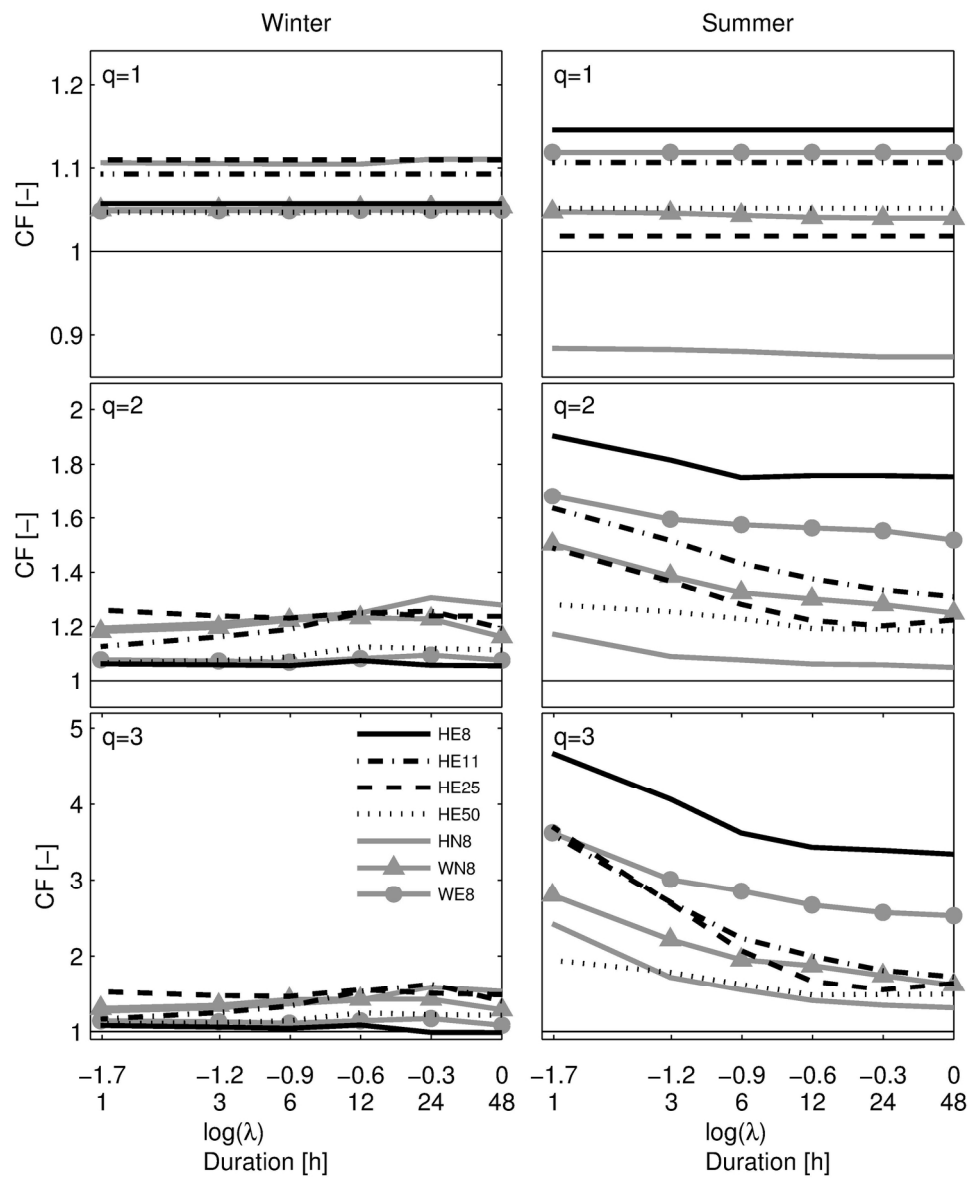 Winter Summer
q=1 q=1
1.2
1.1
1
0.9
CF [−]
q=2 q=2
2
1.8
1.6
1.4
1.2
1
CF [−]
q=3 q=3
5
4
3
2
1
CF [−]
HE8
HE11
HE25
HE50
HN8
WN8
WE8
−1.7 −1.2 −0.9 −0.6 −0.3 0 −1.7 −1.2 −0.9 −0.6 −0.3 0
1 3 6 12 24 48 1 3 6 12 24 48
log(λ) log(λ)
Duration [h] Duration [h]